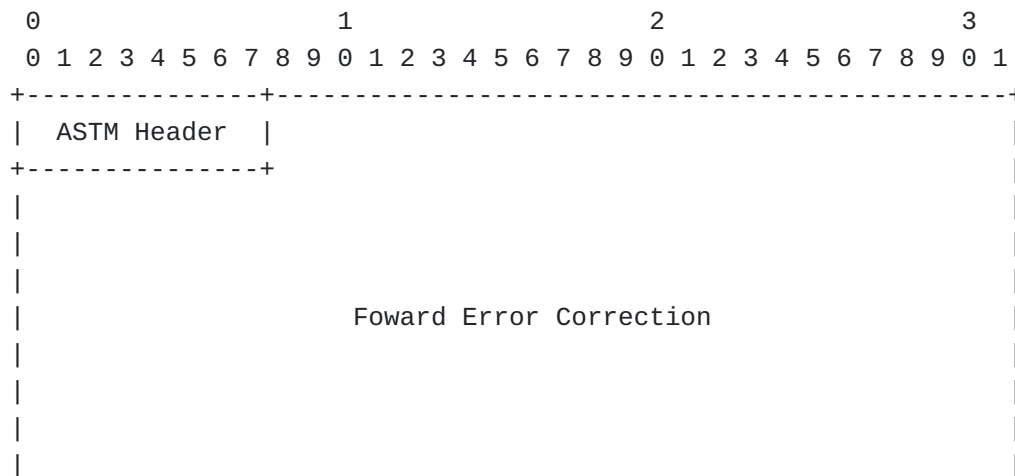 0                   1                   2                   3
0 1 2 3 4 5 6 7 8 9 0 1 2 3 4 5 6 7 8 9 0 1 2 3 4 5 6 7 8 9 0 1
+---------------+-----------------------------------------------+
|  ASTM Header  |                                               |
+---------------+                                               |
|                                                               |
|                                                               |
|                                                               |
|                     Foward Error Correction                   |
|                                                               |
|                                                               |
|                                                               |
|                                                               |